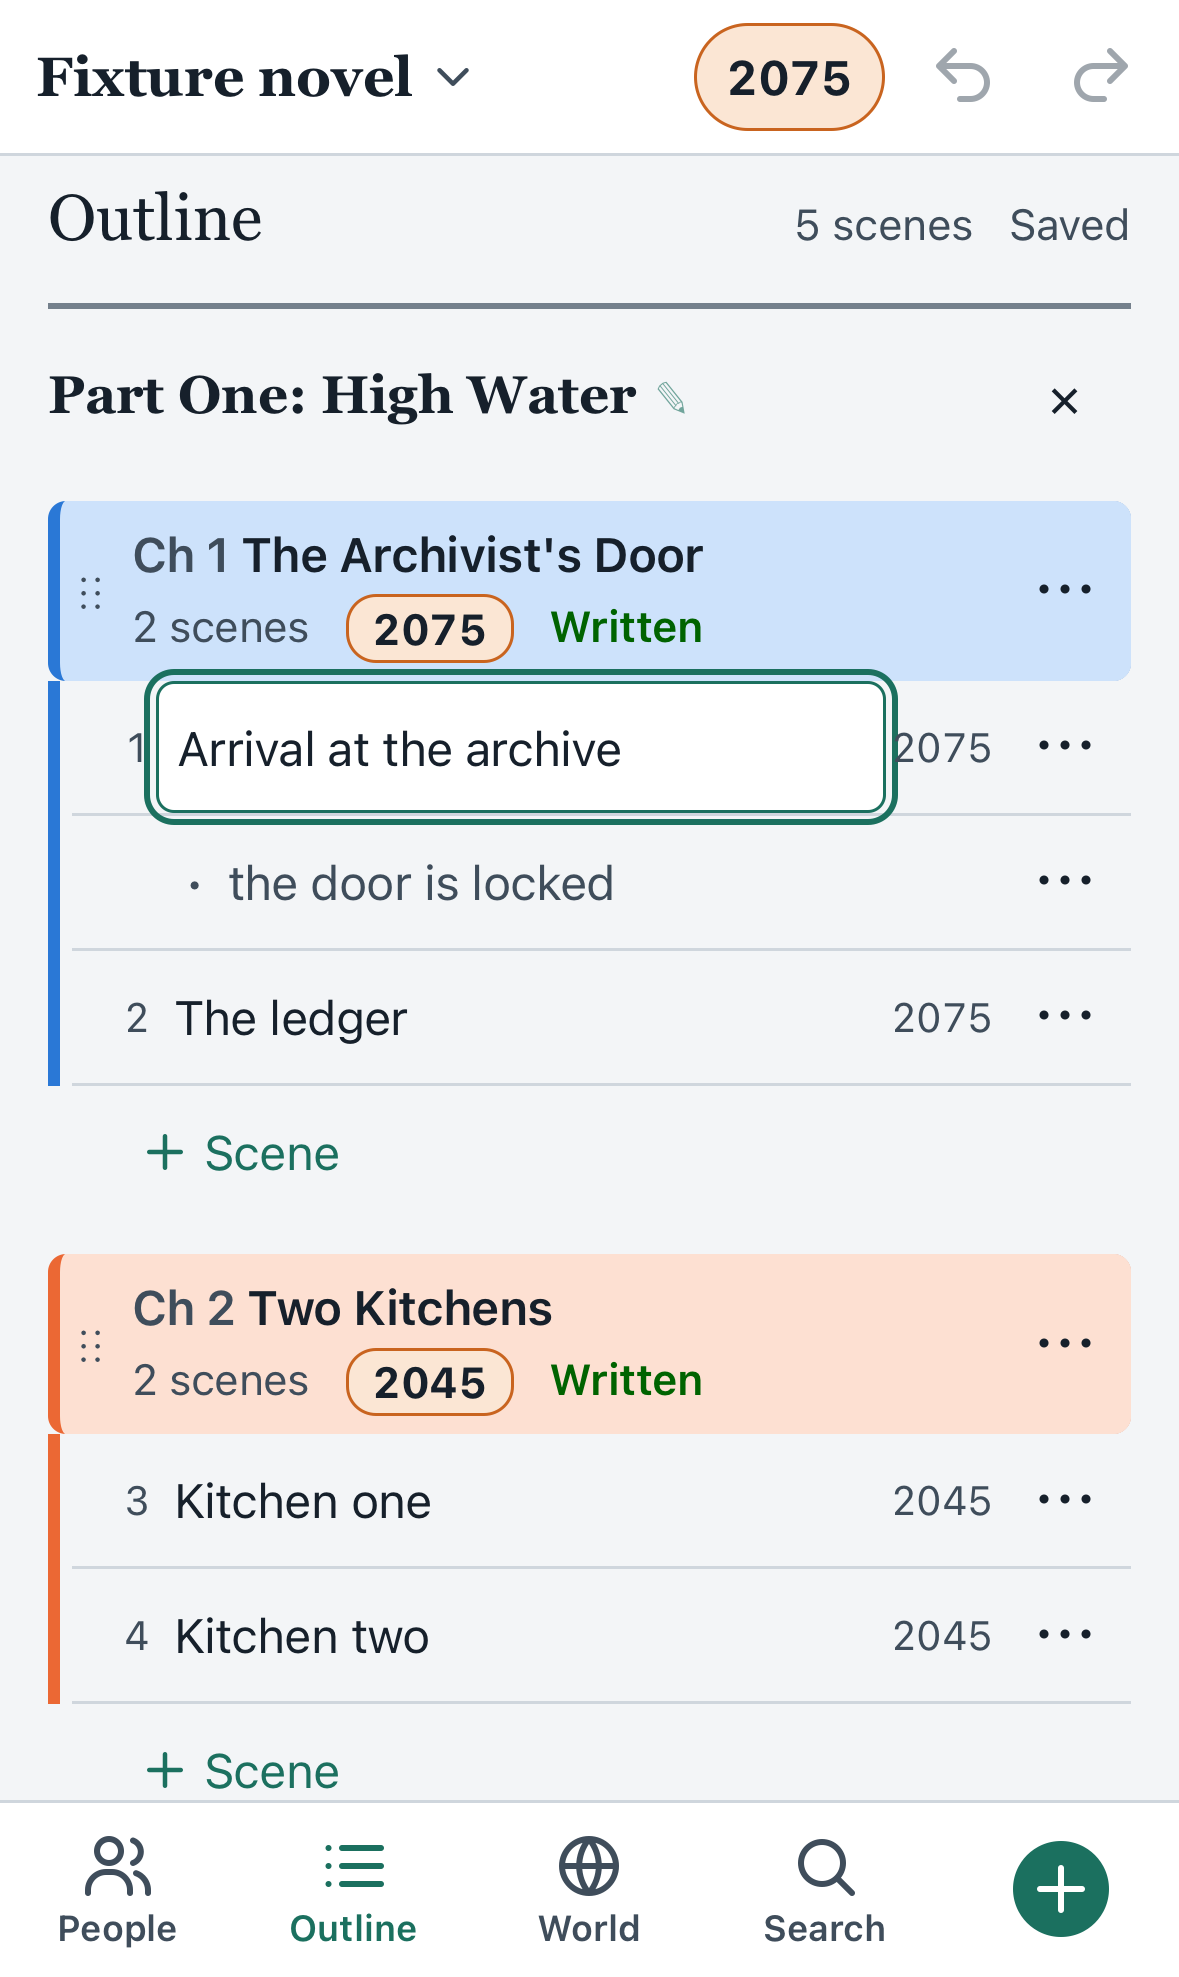 Fixture novel 2075
Outline 5 scenes Saved
Part One: High Water
Ch 1 The Archivist's Door
2 scenes 2075 Written
1 Arrival at the archive 2075
· the door is locked
2 The ledger 2075
+ Scene
Ch 2 Two Kitchens
2 scenes 2045 Written
3 Kitchen one 2045
4 Kitchen two 2045
+ Scene
People Outline World Search